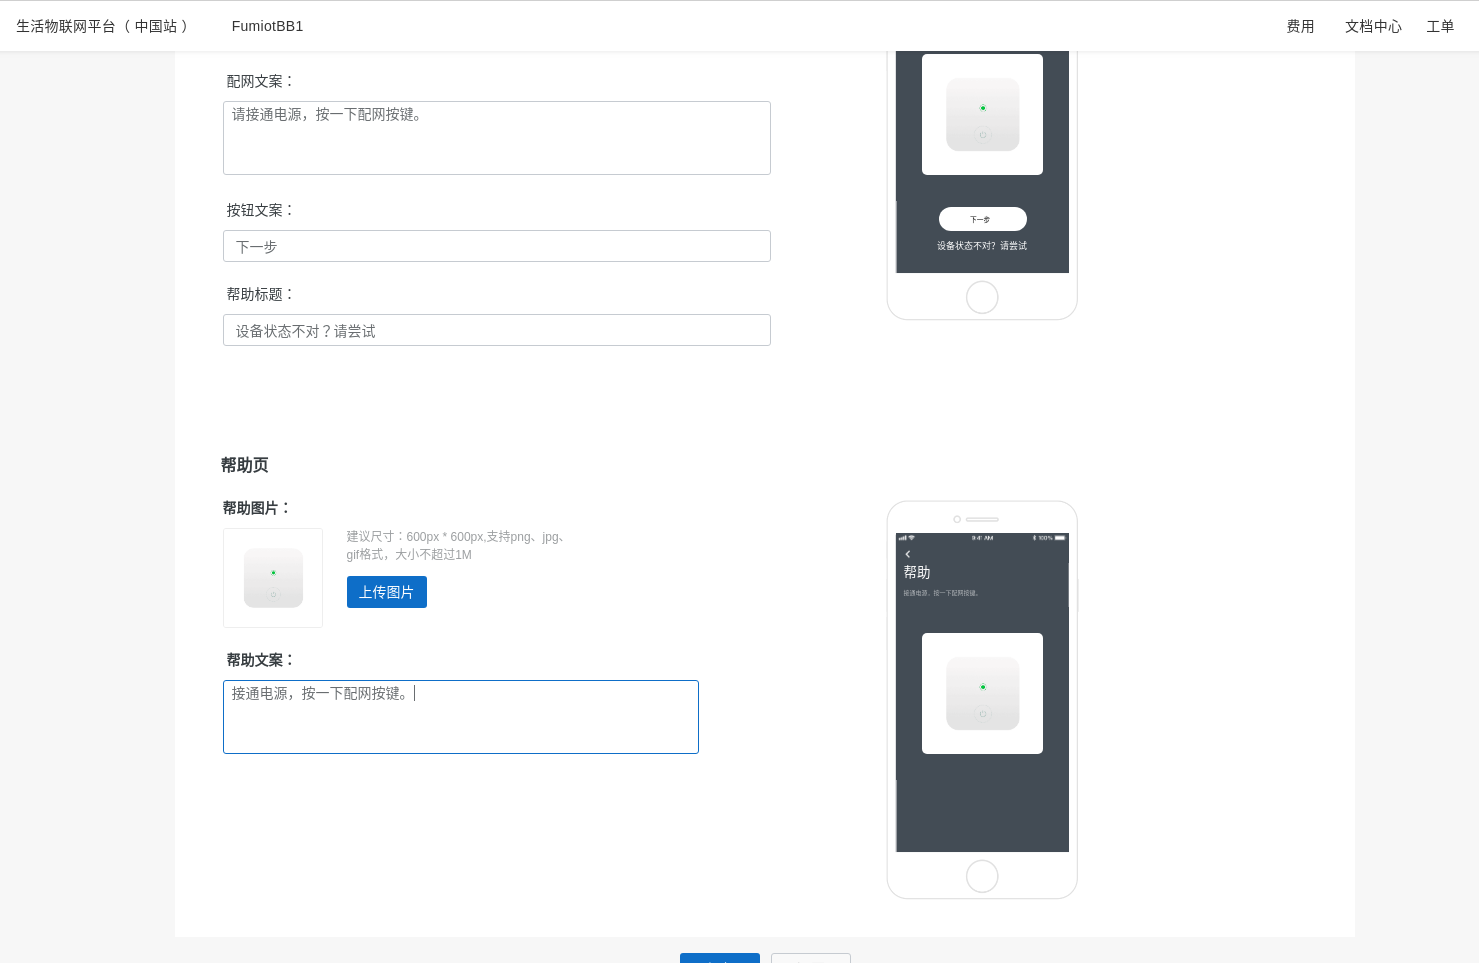 生活物联网平台（ 中国站 ） FumiotBB1 费用 文档中心 工单
配网文案：
请接通电源，按一下配网按键。
按钮文案：
下一步
帮助标题：
设备状态不对？请尝试
下一步
设备状态不对？请尝试
帮助页
帮助图片：
建议尺寸：600px * 600px,支持png、jpg、
gif格式，大小不超过1M
上传图片
帮助文案：
接通电源，按一下配网按键。
9:41 AM 100%
帮助
接通电源，按一下配网按键。